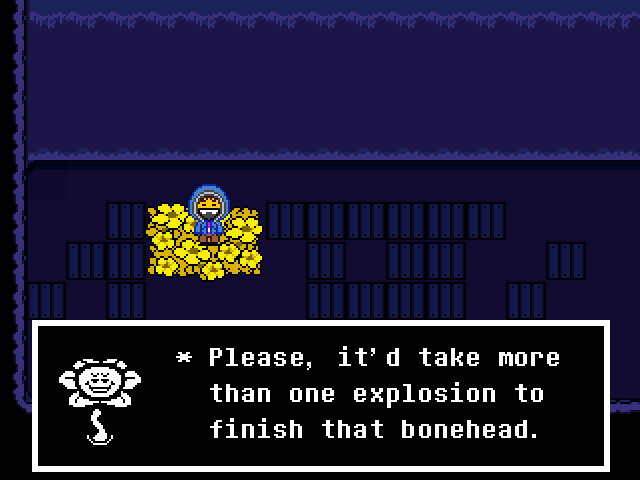 * Please, it'd take more
than one explosion to
finish that bonehead.